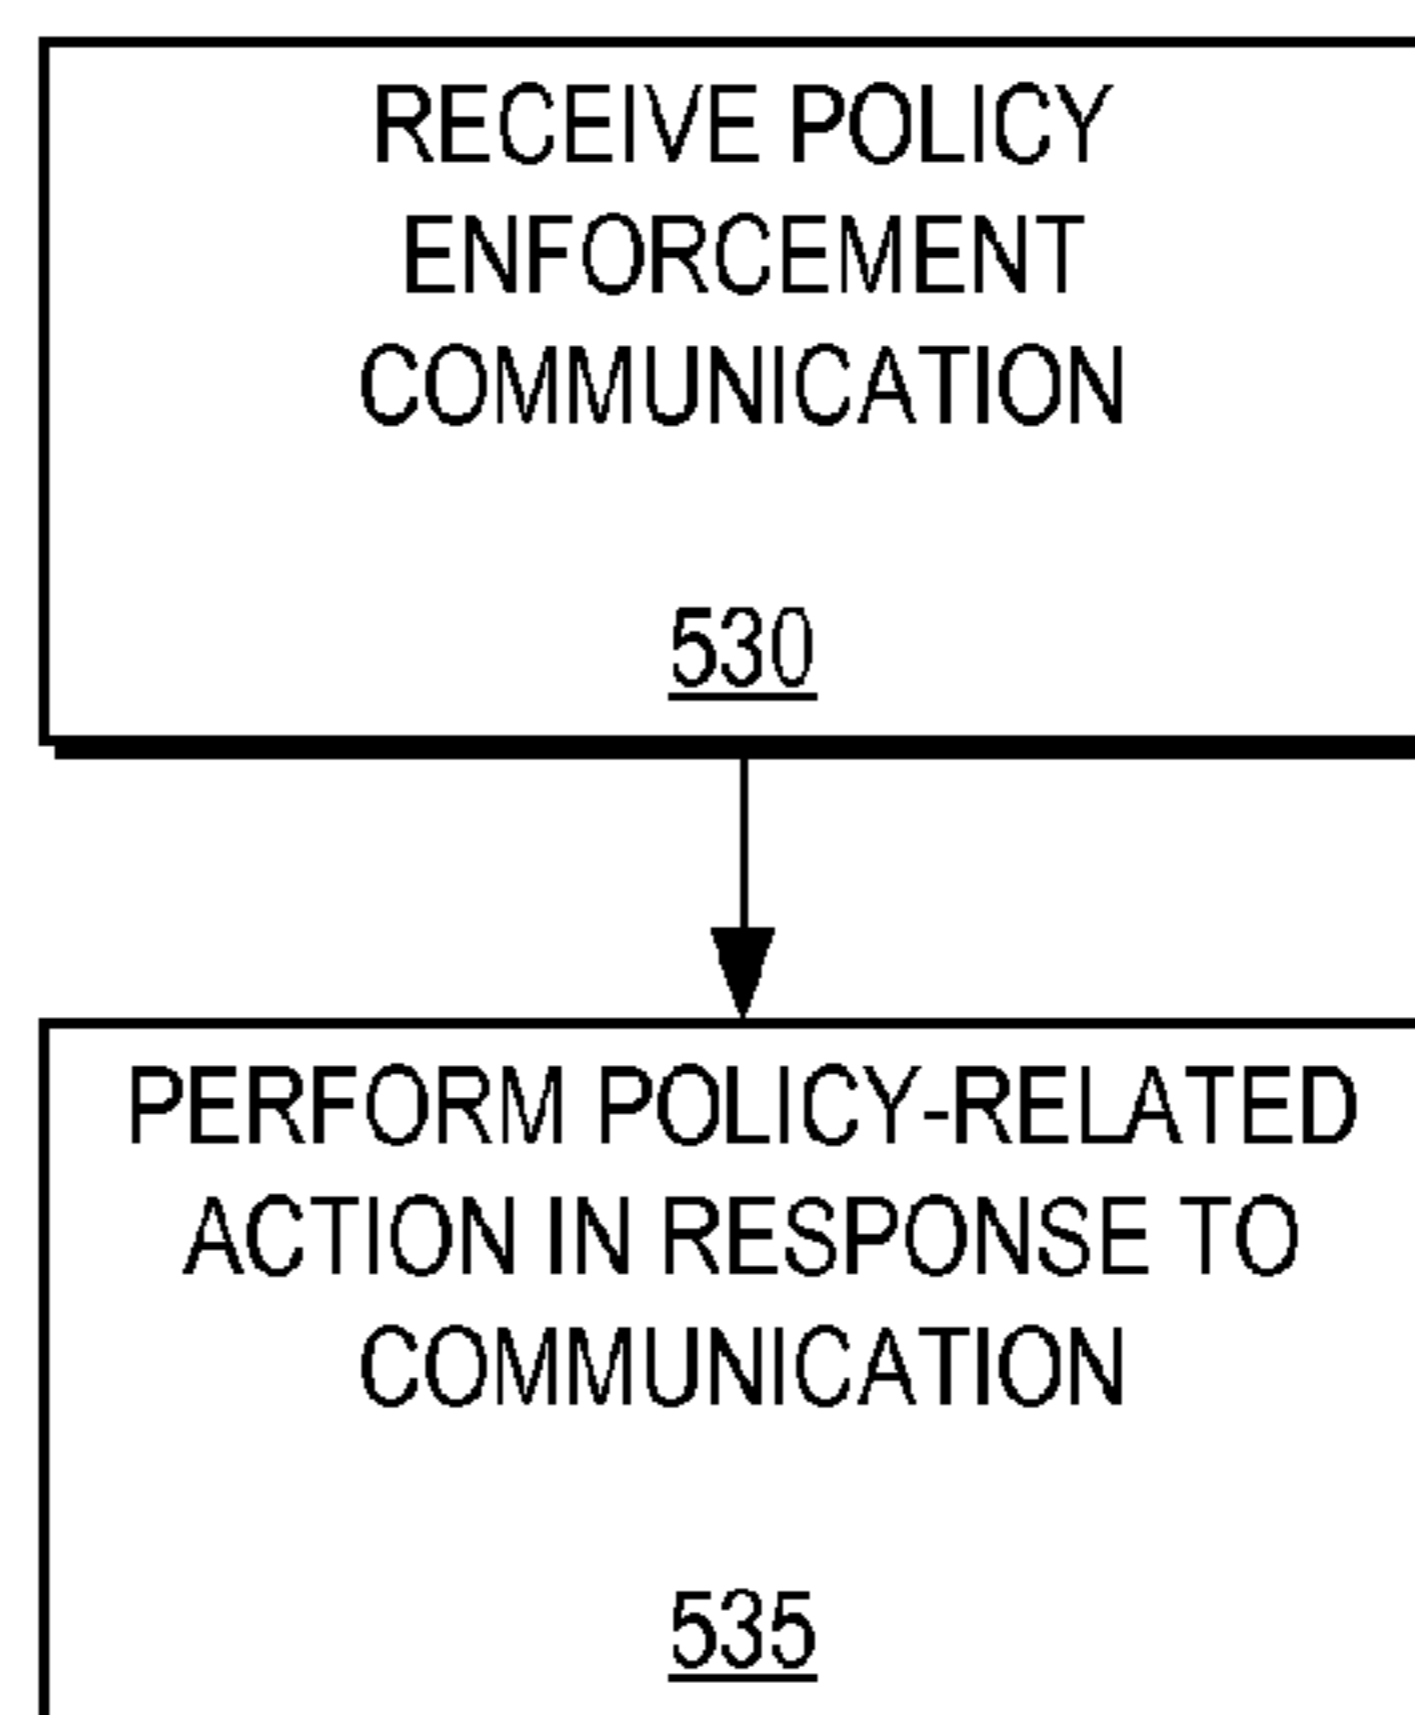 RECEIVE POLICY
ENFORCEMENT
COMMUNICATION
530
PERFORM POLICY-RELATED
ACTION IN RESPONSE TO
COMMUNICATION
535